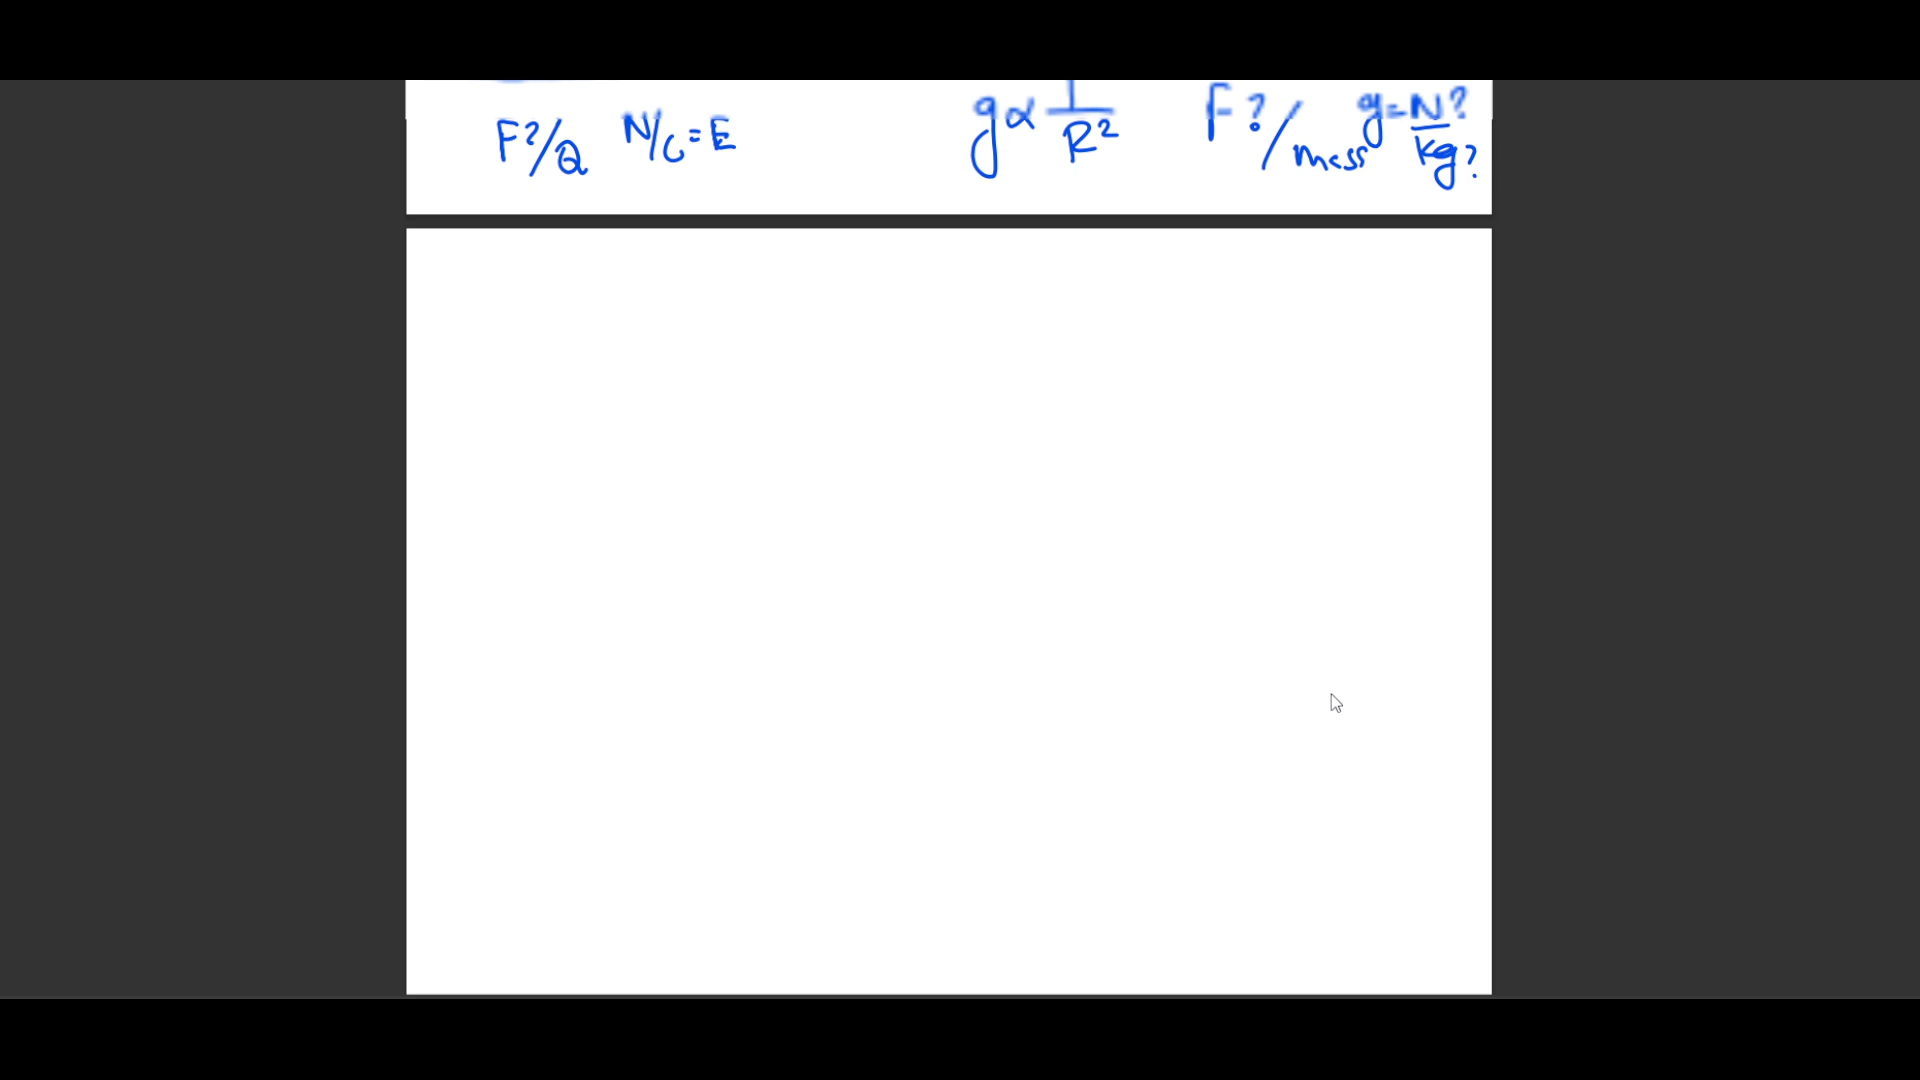 F?/Q N/C = E g ∝ 1/R² F?/mass g = N?/kg?